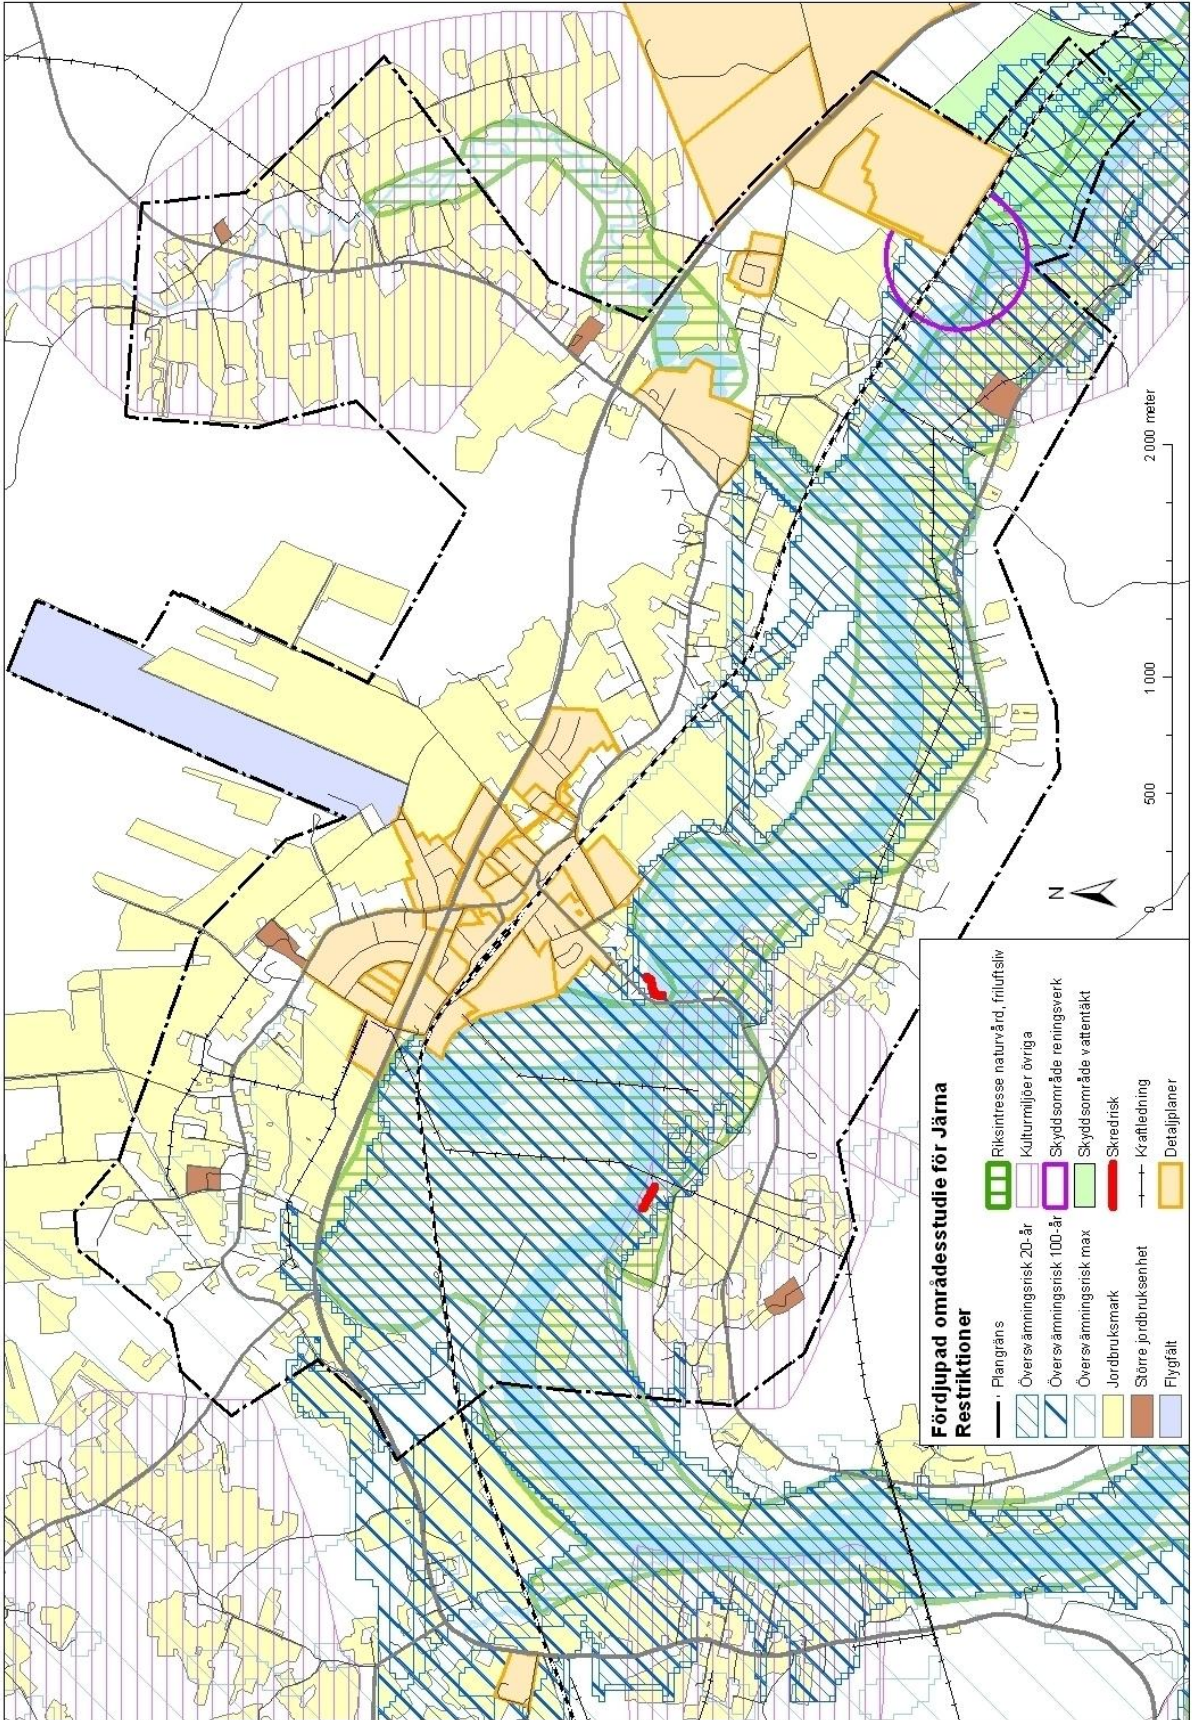 Fördjupad områdesstudie för Järna
Restriktioner
Plangräns
Översvämningsrisk 20-år
Översvämningsrisk 100-år
Översvämningsrisk max
Jordbruksmark
Större jordbruksenhet
Flygfält
Riksintresse naturvård, friluftsliv
Kulturmiljöer övriga
Skyddsområde reningsverk
Skyddsområde vattentäkt
Skredrisk
Kraftledning
Detaljplaner
N
0 500 1 000 2 000 meter